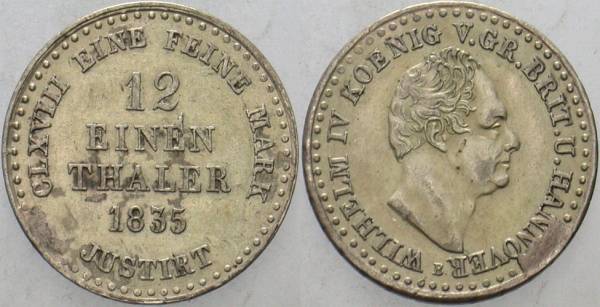 CLXVIII EINE FEINE MARK
12
EINEN
THALER
1835
JUSTIRT
WILHELM IV KOENIG V.GR.BRIT.U.HANNOVER
B